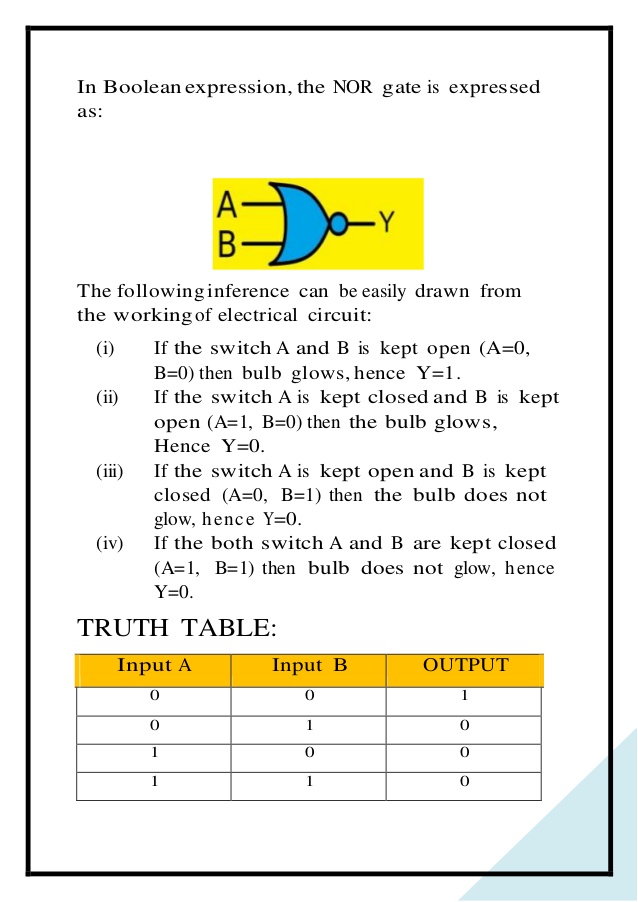 In Boolean expression, the NOR gate is expressed
as:
A
B
Y
The following inference can be easily drawn from
the working of electrical circuit:
(i) If the switch A and B is kept open (A=0,
B=0) then bulb glows, hence Y=1.
(ii) If the switch A is kept closed and B is kept
open (A=1, B=0) then the bulb glows,
Hence Y=0.
(iii) If the switch A is kept open and B is kept
closed (A=0, B=1) then the bulb does not
glow, hence Y=0.
(iv) If the both switch A and B are kept closed
(A=1, B=1) then bulb does not glow, hence
Y=0.
TRUTH TABLE:
Input A Input B OUTPUT
0 0 1
0 1 0
1 0 0
1 1 0